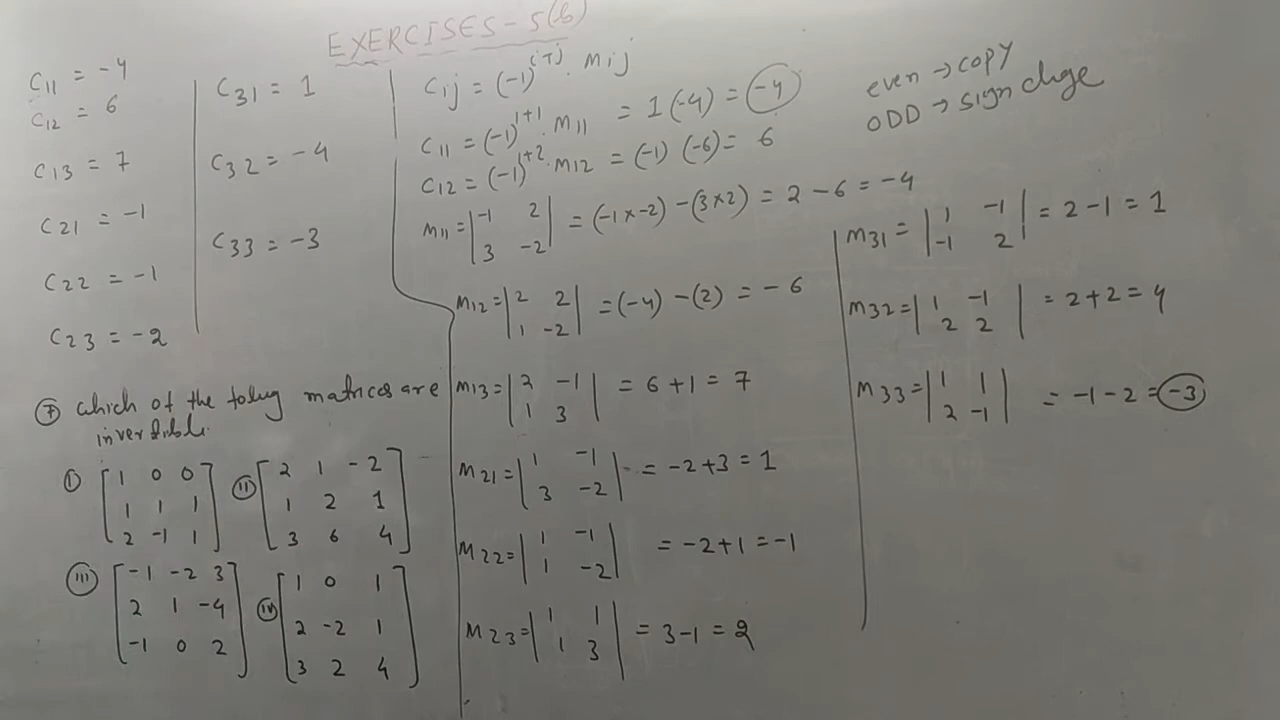 EXERCISES - 5(b)
C11 = -4
C12 = 6
C13 = 7
C21 = -1
C22 = -1
C23 = -2
C31 = 1
C32 = -4
C33 = -3
Cij = (-1)^(i+j) . Mij
C11 = (-1)^(1+1) . M11 = 1(-4) = -4
C12 = (-1)^(1+2) . M12 = (-1) (-6) = 6
even → copy
ODD → sign chge
M11 = |-1 2| = (-1×-2) - (3×2) = 2 - 6 = -4
|3 -2|
M12 = |2 2| = (-4) - (2) = -6
|1 -2|
M13 = |2 -1| = 6 + 1 = 7
|1 3|
M21 = |1 -1| = -2 + 3 = 1
|3 -2|
M22 = |1 -1| = -2 + 1 = -1
|1 -2|
M23 = |1 1| = 3 - 1 = 2
|1 3|
M31 = |1 -1| = 2 - 1 = 1
|-1 2|
M32 = |1 -1| = 2 + 2 = 4
|2 2|
M33 = |1 1| = -1 - 2 = -3
|2 -1|
7 which of the matrices are
invertible.
(i) [1 0 0]
[1 1 1]
[2 -1 1]
(ii) [2 1 -2]
[1 2 1]
[3 6 4]
(iii) [-1 -2 3]
[2 1 -4]
[-1 0 2]
(iv) [1 0 1]
[2 -2 1]
[3 2 4]